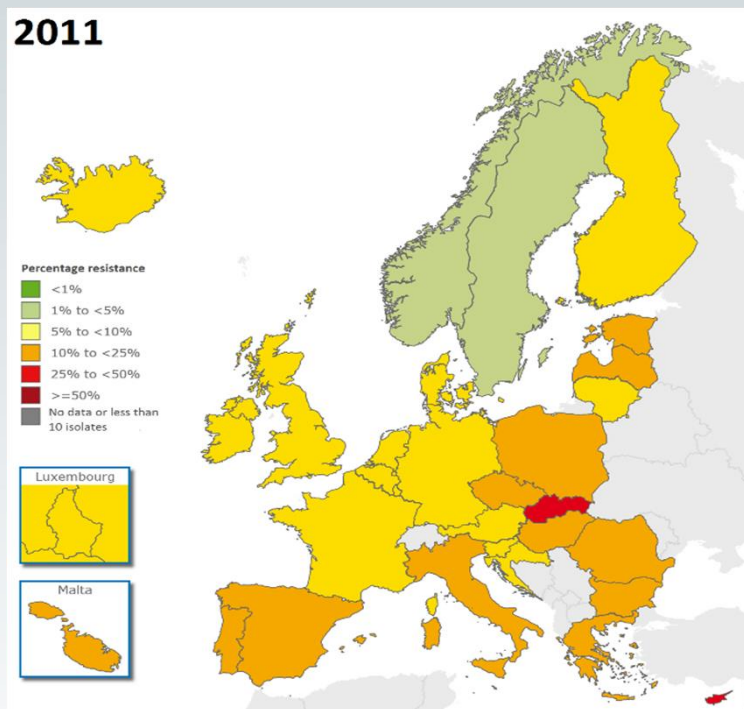 2011
Percentage resistance
<1%
1% to <5%
5% to <10%
10% to <25%
25% to <50%
>=50%
No data or less than
10 isolates
Luxembourg
Malta